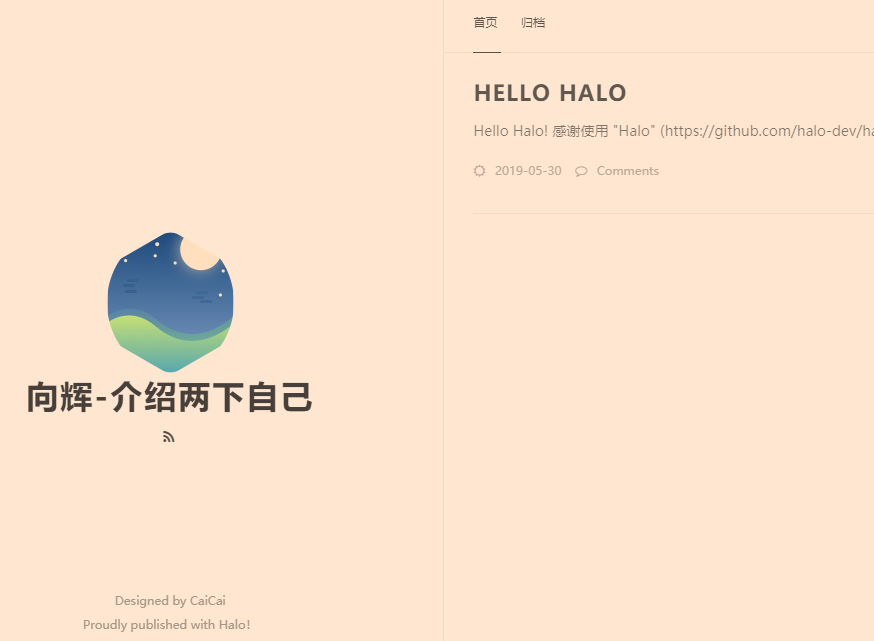 首页 归档
HELLO HALO
Hello Halo! 感谢使用 "Halo" (https://github.com/halo-dev/ha
2019-05-30 Comments
向辉-介绍两下自己
Designed by CaiCai
Proudly published with Halo!